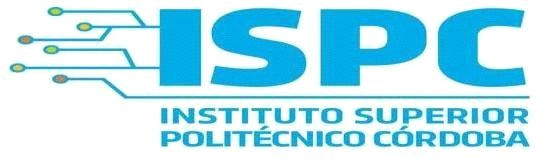 ISPC
INSTITUTO SUPERIOR
POLITÉCNICO CÓRDOBA